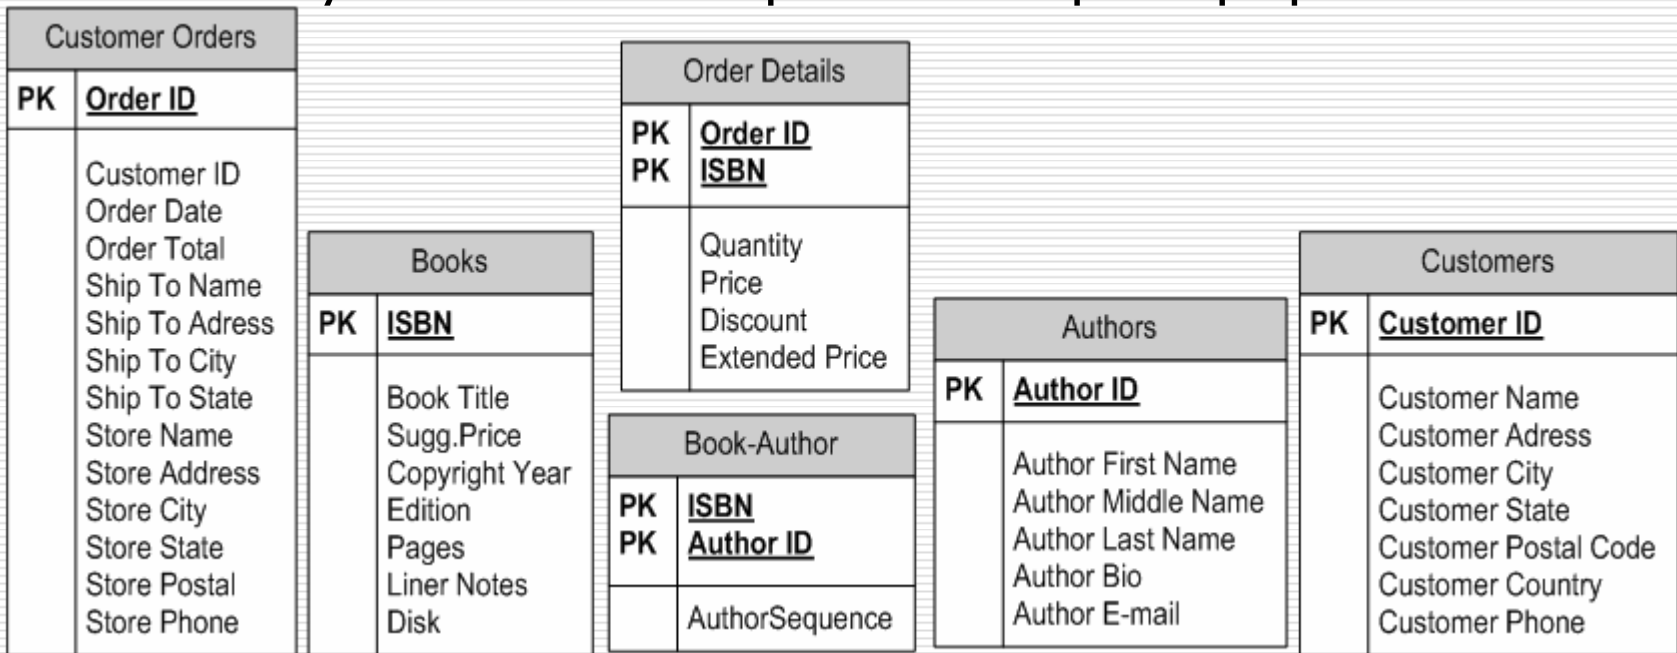 Customer Orders
PK Order ID
Customer ID
Order Date
Order Total
Ship To Name
Ship To Adress
Ship To City
Ship To State
Store Name
Store Address
Store City
Store State
Store Postal
Store Phone
Books
PK ISBN
Book Title
Sugg.Price
Copyright Year
Edition
Pages
Liner Notes
Disk
Order Details
PK Order ID
PK ISBN
Quantity
Price
Discount
Extended Price
Book-Author
PK ISBN
PK Author ID
AuthorSequence
Authors
PK Author ID
Author First Name
Author Middle Name
Author Last Name
Author Bio
Author E-mail
Customers
PK Customer ID
Customer Name
Customer Adress
Customer City
Customer State
Customer Postal Code
Customer Country
Customer Phone